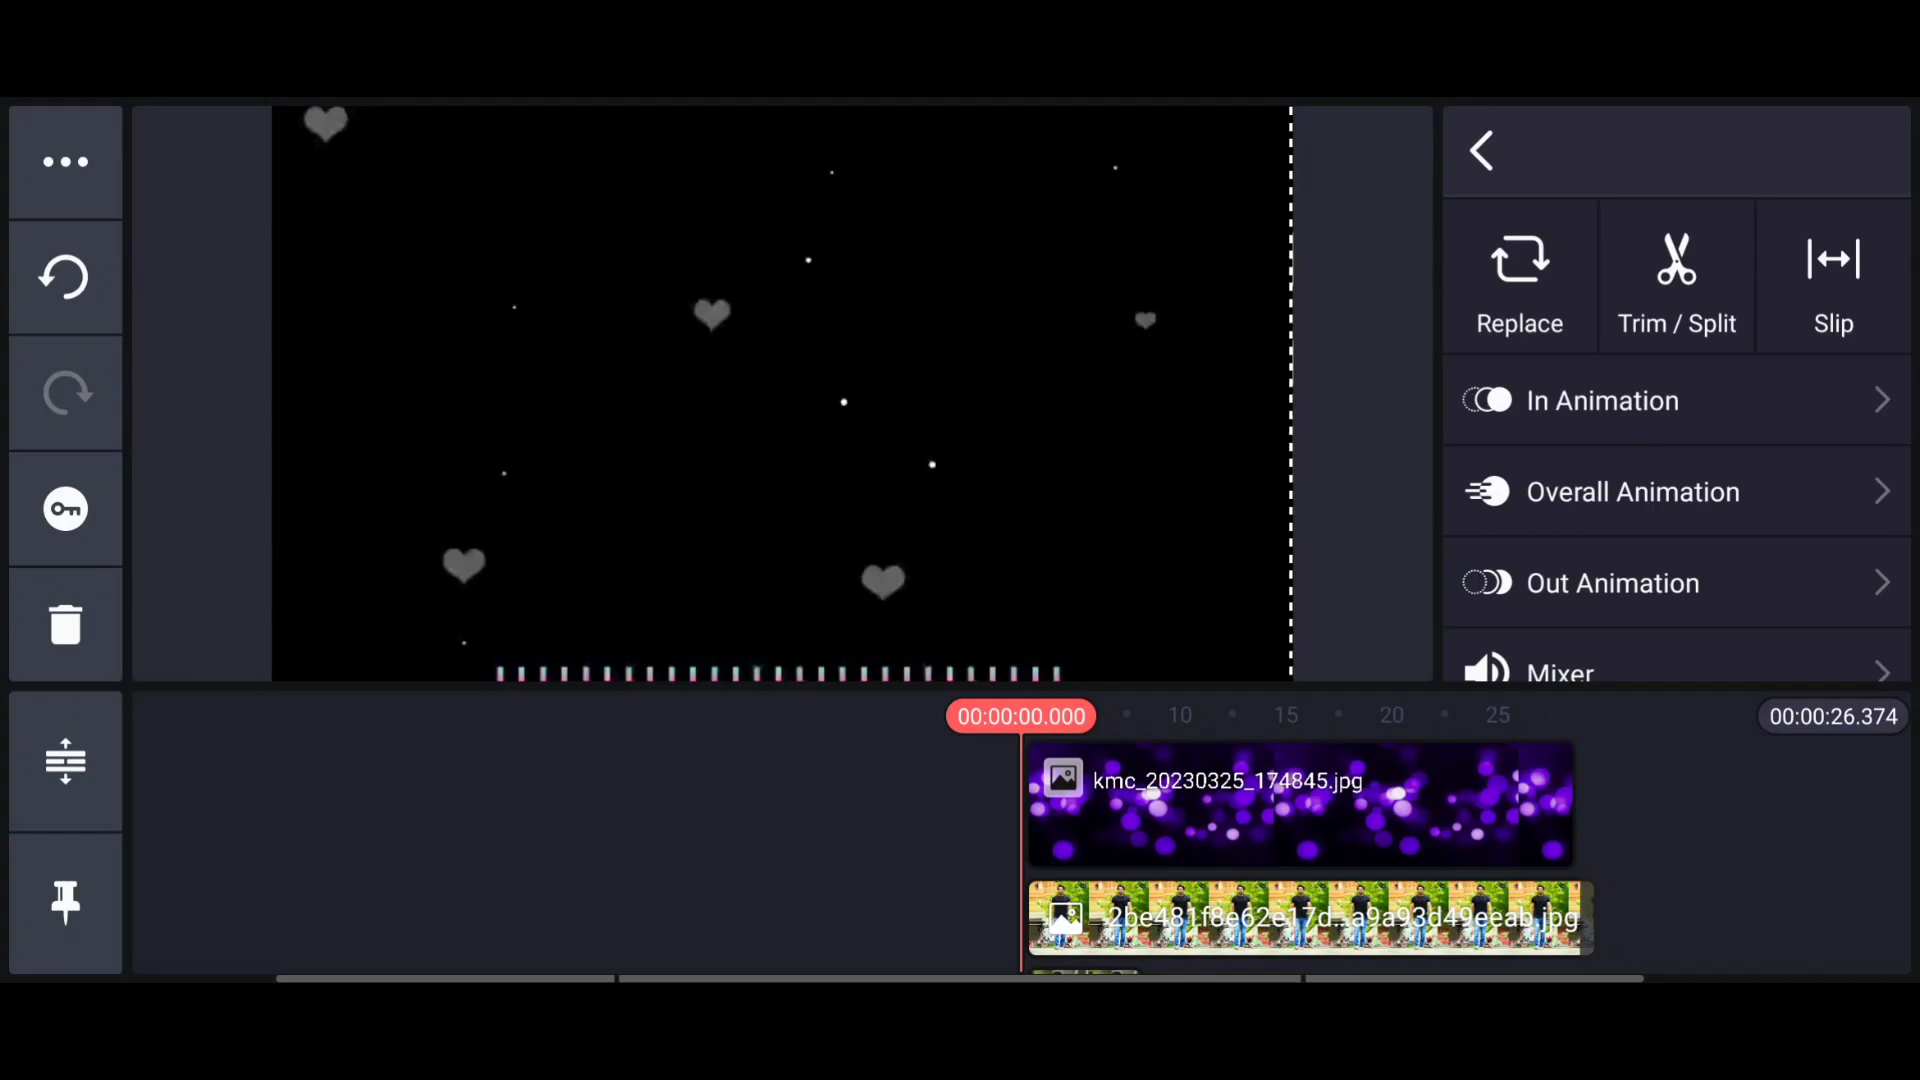 Replace
Trim / Split
Slip
In Animation
Overall Animation
Out Animation
Mixer
00:00:00.000
10
15
20
25
00:00:26.374
kmc_20230325_174845.jpg
2be481f8e62e17d...a9a93d49eeab.jpg